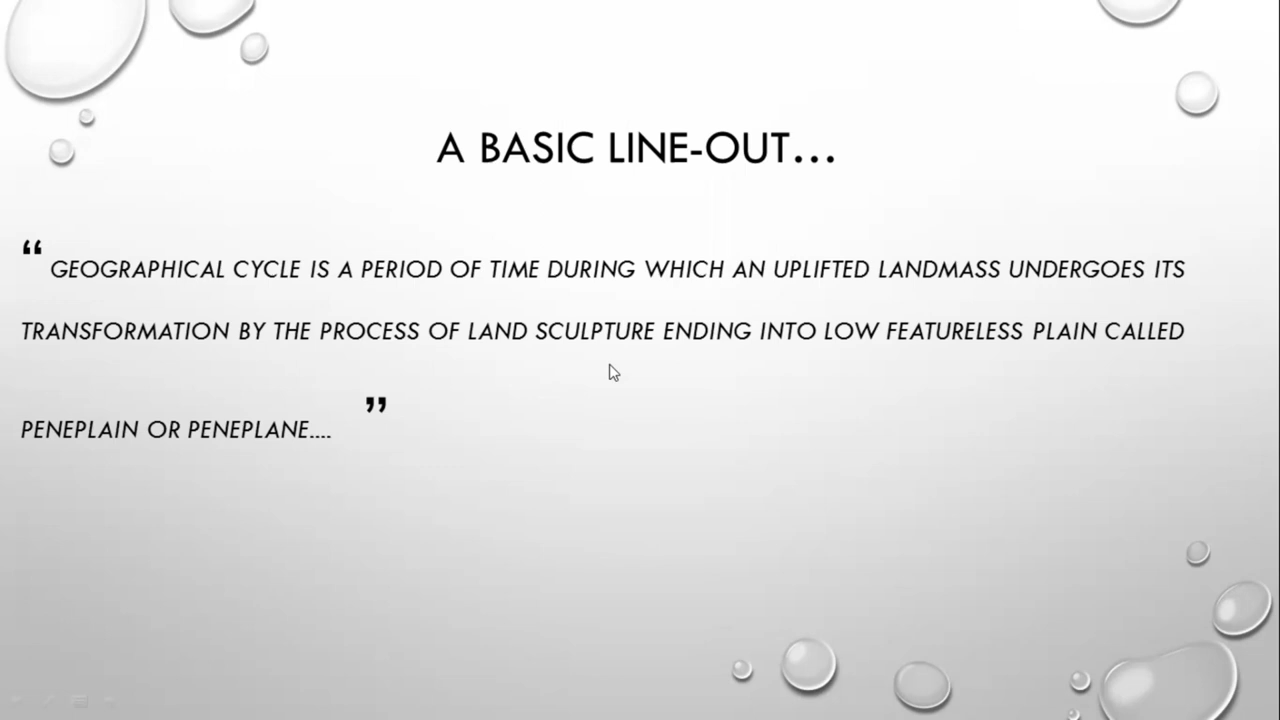 A BASIC LINE-OUT...
“ GEOGRAPHICAL CYCLE IS A PERIOD OF TIME DURING WHICH AN UPLIFTED LANDMASS UNDERGOES ITS
TRANSFORMATION BY THE PROCESS OF LAND SCULPTURE ENDING INTO LOW FEATURELESS PLAIN CALLED
PENEPLAIN OR PENEPLANE.... ”